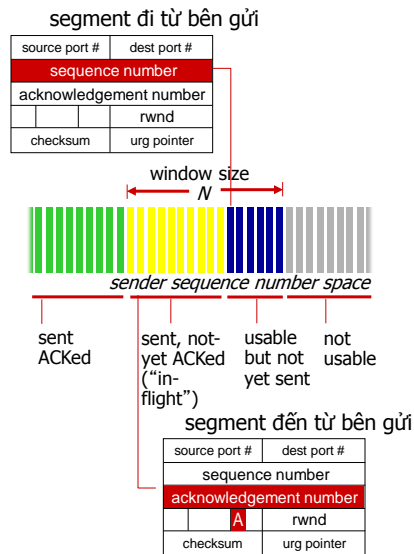 segment đi từ bên gửi
source port # dest port #
sequence number
acknowledgement number
rwnd
checksum urg pointer
window size
N
sender sequence number space
sent
ACKed
sent, not-
yet ACKed
("in-
flight")
usable
but not
yet sent
not
usable
segment đến từ bên gửi
source port # dest port #
sequence number
acknowledgement number
A rwnd
checksum urg pointer